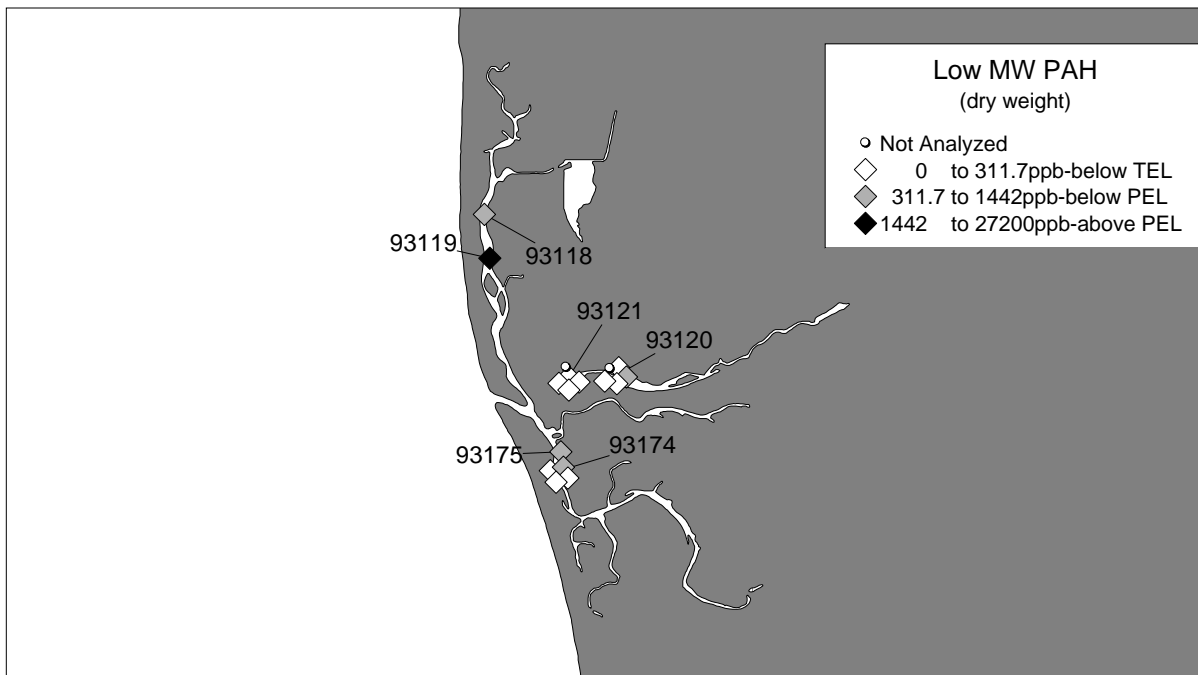 Low MW PAH
(dry weight)
Not Analyzed
0 to 311.7ppb-below TEL
311.7 to 1442ppb-below PEL
1442 to 27200ppb-above PEL
93119
93118
93121
93120
93175
93174